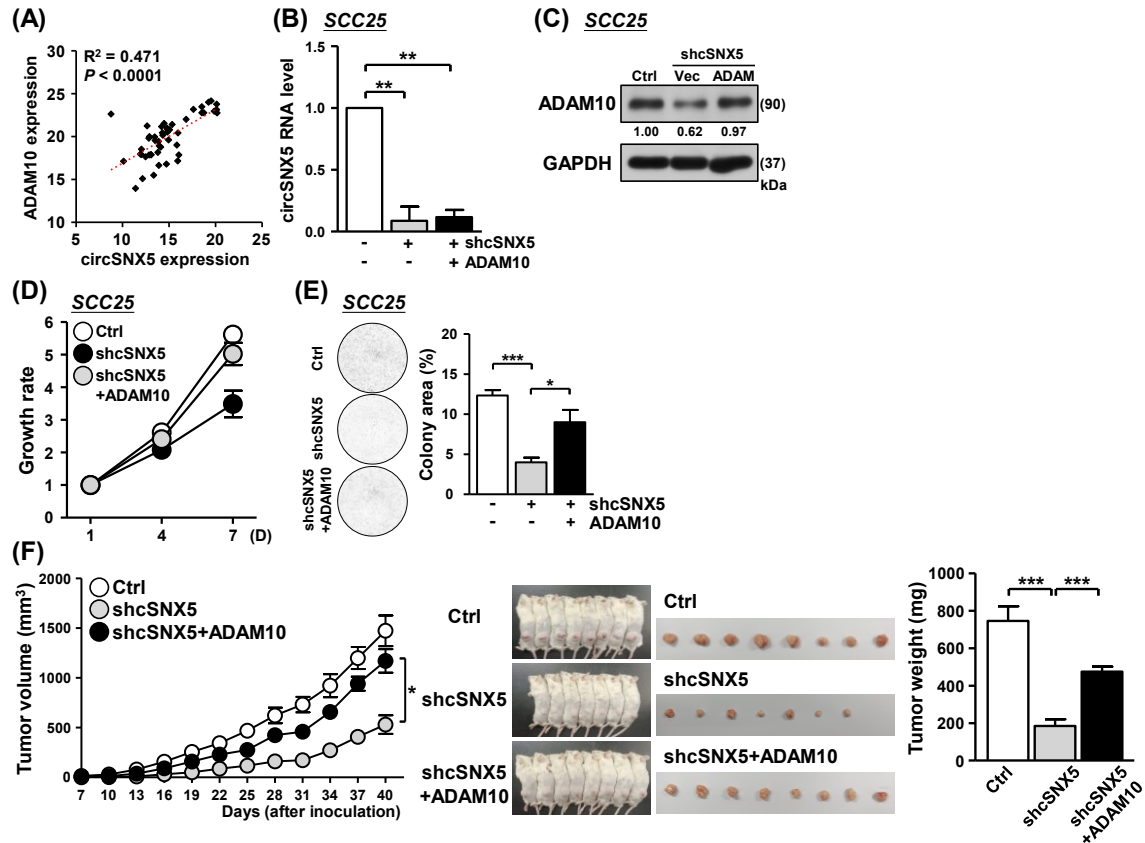 (A)
30
25
20
15
10
5 10 15 20 25
ADAM10 expression
circSNX5 expression
R² = 0.471
P < 0.0001
(B) SCC25
1.5
1.0
0.5
0.0
circSNX5 RNA level
**
**
- + + shcSNX5
- - + ADAM10
(C) SCC25
shcSNX5
Ctrl Vec ADAM
ADAM10 (90)
1.00 0.62 0.97
GAPDH (37)
kDa
(D) SCC25
6
5
4
3
2
1
0
Growth rate
Ctrl
shcSNX5
shcSNX5
+ADAM10
1 4 7 (D)
(E) SCC25
Ctrl
shcSNX5
shcSNX5
+ADAM10
20
15
10
5
0
Colony area (%)
***
*
- + + shcSNX5
- - + ADAM10
(F)
2000
1500
1000
500
0
Tumor volume (mm³)
Ctrl
shcSNX5
shcSNX5+ADAM10
*
7 10 13 16 19 22 25 28 31 34 37 40
Days (after inoculation)
Ctrl
shcSNX5
shcSNX5
+ADAM10
Ctrl
shcSNX5
shcSNX5+ADAM10
1000
800
600
400
200
0
Tumor weight (mg)
*** ***
Ctrl
shcSNX5
shcSNX5
+ADAM10